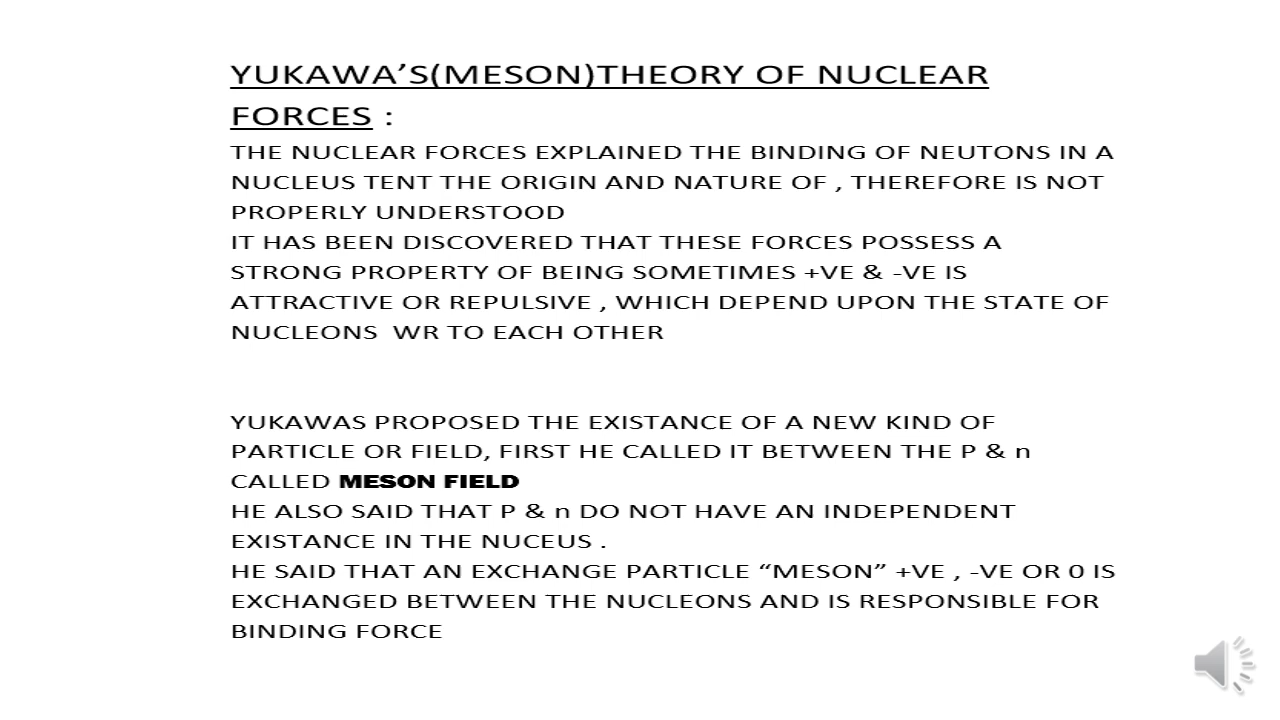 YUKAWA’S(MESON)THEORY OF NUCLEAR
FORCES :
THE NUCLEAR FORCES EXPLAINED THE BINDING OF NEUTONS IN A
NUCLEUS TENT THE ORIGIN AND NATURE OF , THEREFORE IS NOT
PROPERLY UNDERSTOOD
IT HAS BEEN DISCOVERED THAT THESE FORCES POSSESS A
STRONG PROPERTY OF BEING SOMETIMES +VE & -VE IS
ATTRACTIVE OR REPULSIVE , WHICH DEPEND UPON THE STATE OF
NUCLEONS  WR TO EACH OTHER
YUKAWAS PROPOSED THE EXISTANCE OF A NEW KIND OF
PARTICLE OR FIELD, FIRST HE CALLED IT BETWEEN THE P & n
CALLED MESON FIELD
HE ALSO SAID THAT P & n DO NOT HAVE AN INDEPENDENT
EXISTANCE IN THE NUCEUS .
HE SAID THAT AN EXCHANGE PARTICLE “MESON” +VE , -VE OR 0 IS
EXCHANGED BETWEEN THE NUCLEONS AND IS RESPONSIBLE FOR
BINDING FORCE